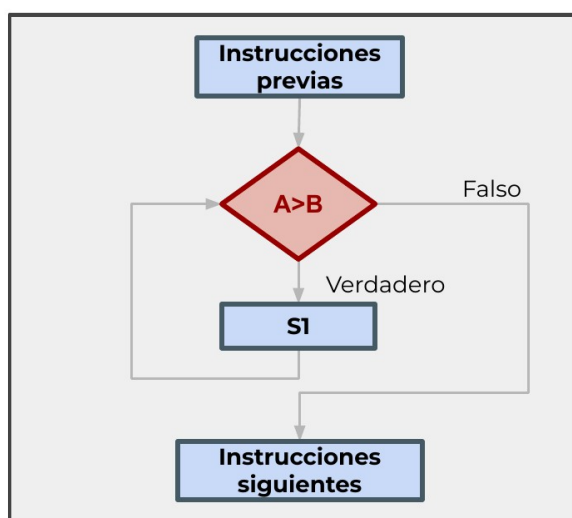 Instrucciones
previas
A>B
Falso
Verdadero
S1
Instrucciones
siguientes